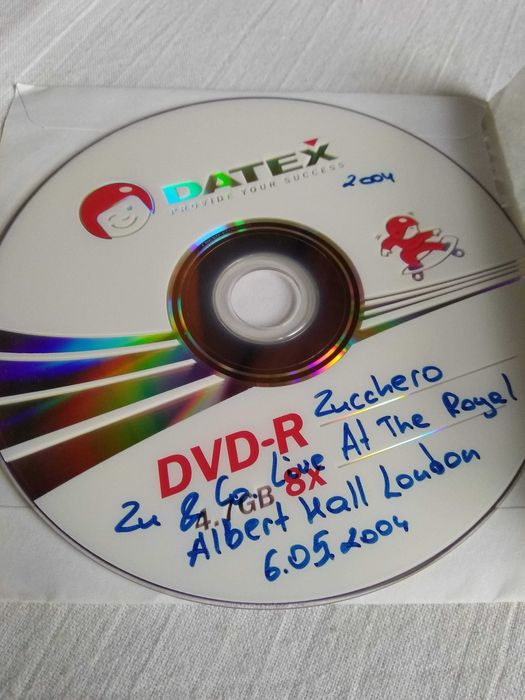 DATEX
PROVIDE YOUR SUCCESS
2004
Zucchero
DVD-R
Zu & Co. Live At The Royal
4.7GB 8x
Albert Hall London
6.05.2004